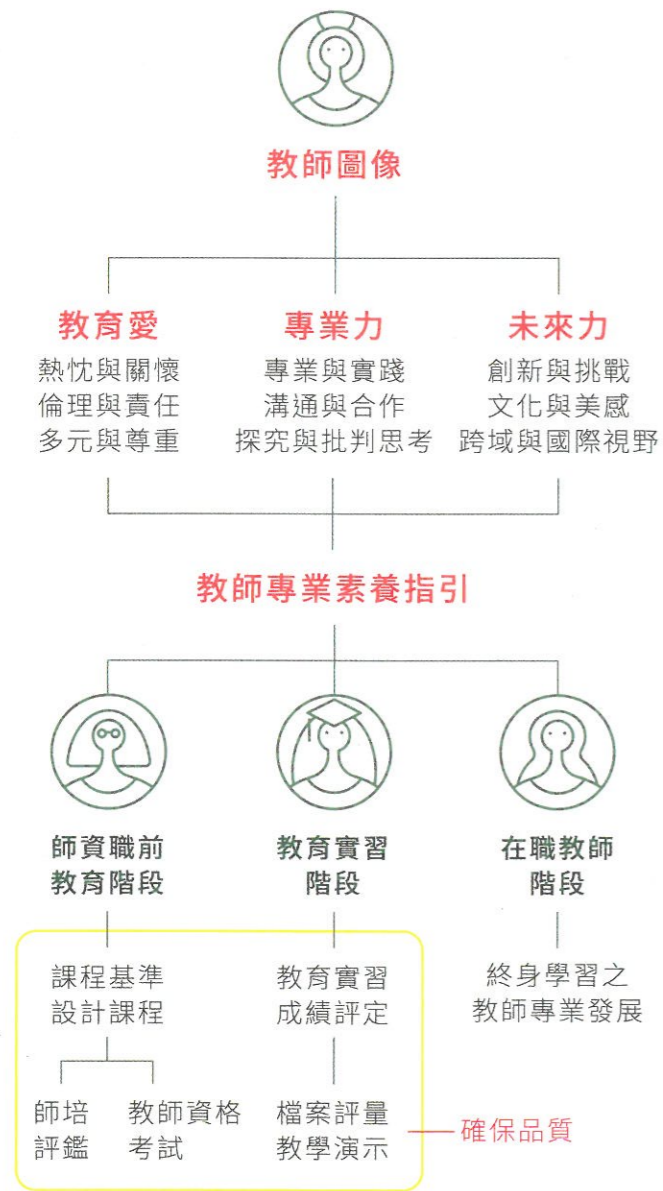 教師圖像
教育愛
熱忱與關懷
倫理與責任
多元與尊重
專業力
專業與實踐
溝通與合作
探究與批判思考
未來力
創新與挑戰
文化與美感
跨域與國際視野
教師專業素養指引
師資職前
教育階段
課程基準
設計課程
師培
評鑑
教師資格
考試
教育實習
階段
教育實習
成績評定
檔案評量
教學演示
確保品質
在職教師
階段
終身學習之
教師專業發展